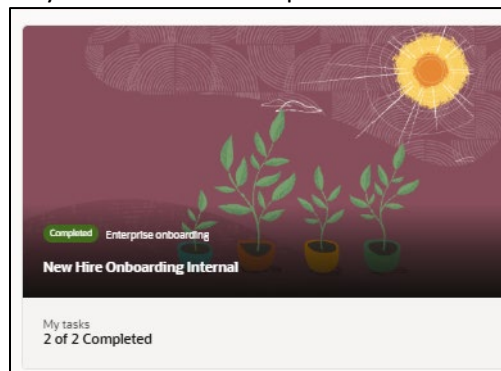 Completed Enterprise onboarding
New Hire Onboarding Internal
My tasks
2 of 2 Completed